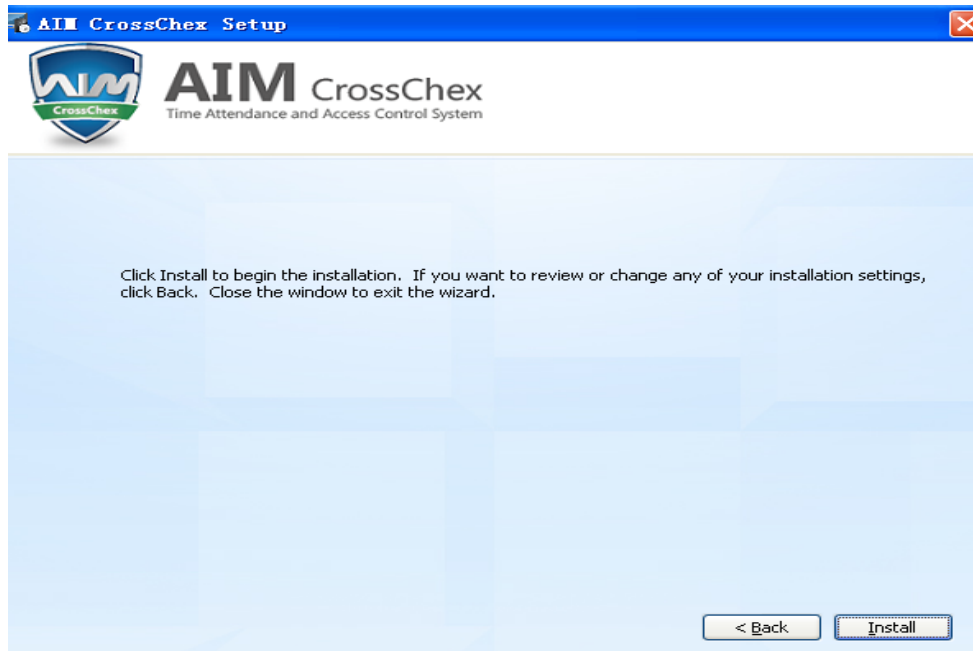 AIM CrossChex Setup
AIM
CrossChex
AIM CrossChex
Time Attendance and Access Control System
Click Install to begin the installation.  If you want to review or change any of your installation settings,
click Back.  Close the window to exit the wizard.
< Back
Install